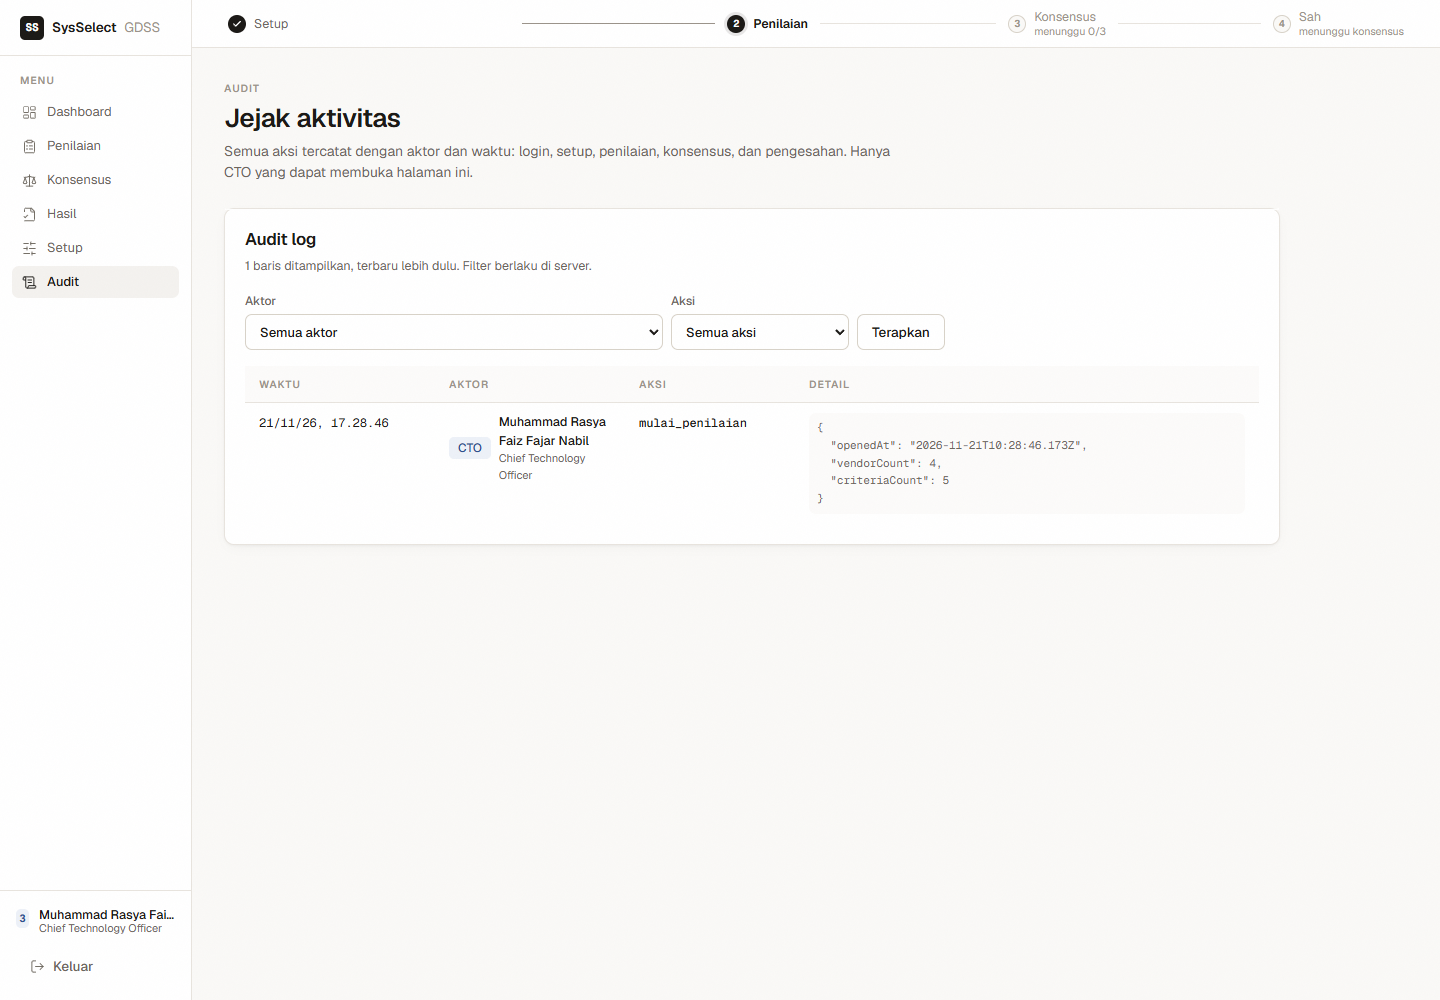 SS SysSelect GDSS
MENU
Dashboard
Penilaian
Konsensus
Hasil
Setup
Audit
3 Muhammad Rasya Fai...
Chief Technology Officer
Keluar
Setup
2 Penilaian
3 Konsensus
menunggu 0/3
4 Sah
menunggu konsensus
AUDIT
Jejak aktivitas
Semua aksi tercatat dengan aktor dan waktu: login, setup, penilaian, konsensus, dan pengesahan. Hanya
CTO yang dapat membuka halaman ini.
Audit log
1 baris ditampilkan, terbaru lebih dulu. Filter berlaku di server.
Aktor Aksi
Semua aktor Semua aksi Terapkan
WAKTU AKTOR AKSI DETAIL
21/11/26, 17.28.46
CTO
Muhammad Rasya
Faiz Fajar Nabil
Chief Technology
Officer
mulai_penilaian
{
"openedAt": "2026-11-21T10:28:46.173Z",
"vendorCount": 4,
"criteriaCount": 5
}